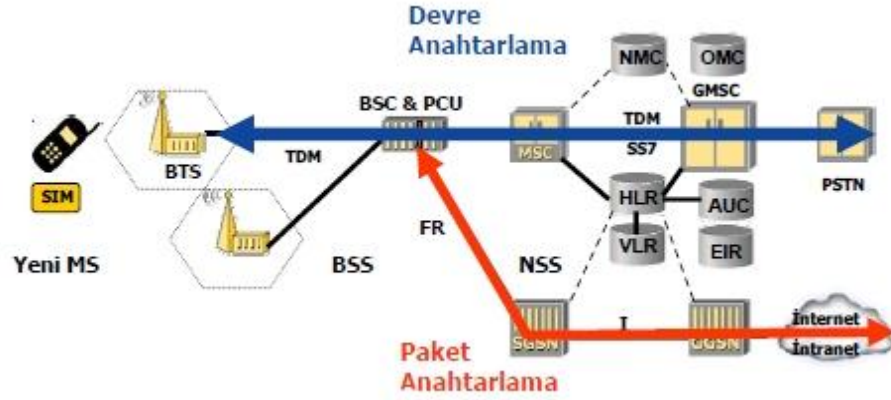 Devre
Anahtarlama
NMC
OMC
GMSC
BSC & PCU
TDM
MSC
SS7
TDM
BTS
PSTN
SIM
HLR
AUC
VLR
EIR
FR
Yeni MS
BSS
NSS
SGSN
GGSN
İnternet
İntranet
Paket
Anahtarlama